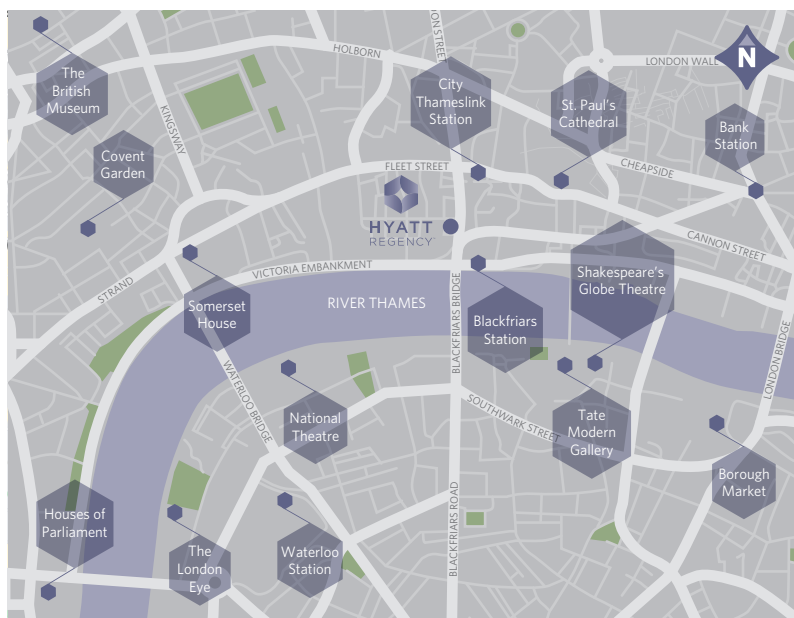 HOLBORN
ON STREET
LONDON WALL
N
The
British
Museum
City
Thameslink
Station
St. Paul's
Cathedral
Bank
Station
KINGSWAY
Covent
Garden
FLEET STREET
CHEAPSIDE
HYATT
REGENCY
CANNON STREET
VICTORIA EMBANKMENT
STRAND
Shakespeare's
Globe Theatre
Somerset
House
RIVER THAMES
BLACKFRIARS BRIDGE
Blackfriars
Station
LONDON BRIDGE
WATERLOO BRIDGE
National
Theatre
SOUTHWARK STREET
Tate
Modern
Gallery
Borough
Market
Houses of
Parliament
The
London
Eye
Waterloo
Station
BLACKFRIARS ROAD